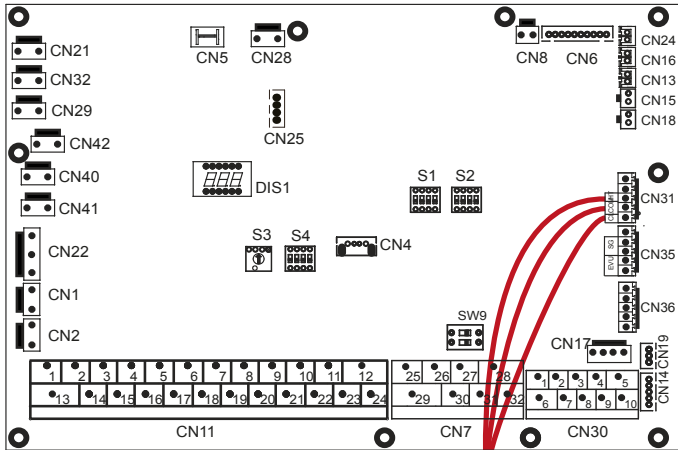 CN21
CN32
CN29
CN42
CN40
CN41
CN22
CN1
CN2
CN5
CN28
CN25
DIS1
S3
S4
CN4
S1
S2
SW9
CN8
CN6
CN24
CN16
CN13
CN15
CN18
CN31
SG
EVU
CN35
CN36
CN17
CN19
CN14
1 2 3 4 5 6 7 8 9 10 11 12
13 14 15 16 17 18 19 20 21 22 23 24
CN11
25 26 27 28
29 30 31 32
CN7
1 2 3 4 5
6 7 8 9 10
CN30